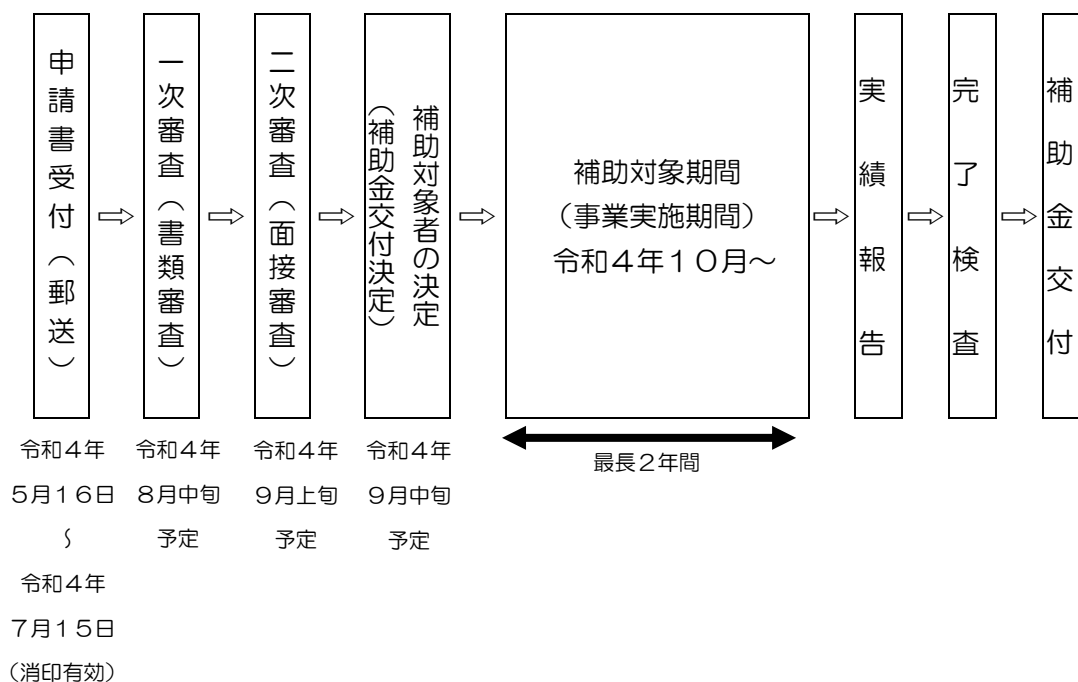 申請書受付（郵送）
⇨
一次審査（書類審査）
⇨
二次審査（面接審査）
⇨
補助対象者の決定
（補助金交付決定）
⇨
補助対象期間
（事業実施期間）
令和４年１０月～
⇨
実績報告
⇨
完了検査
⇨
補助金交付
令和４年
５月１６日
～
令和４年
７月１５日
（消印有効）
令和４年
８月中旬
予定
令和４年
９月上旬
予定
令和４年
９月中旬
予定
最長２年間